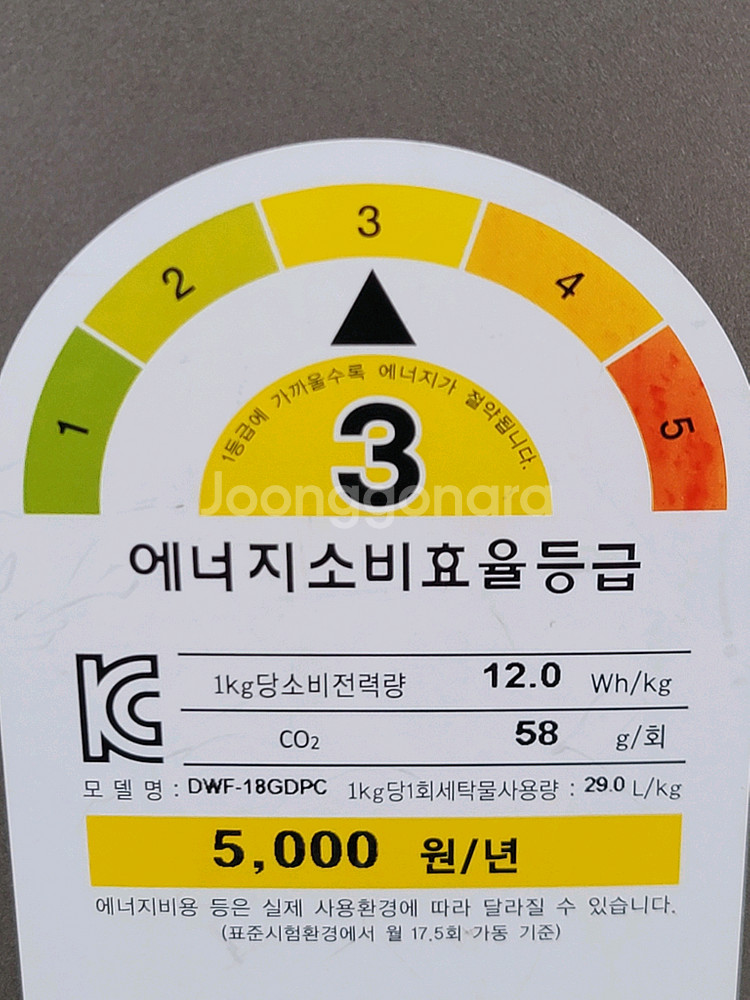 1
2
3
4
5
1등급에 가까울수록 에너지가 절약됩니다.
3
Joonggonara
에너지소비효율등급
1kg당소비전력량 12.0 Wh/kg
CO₂ 58 g/회
모델명 : DWF-18GDPC 1kg당1회세탁물사용량 : 29.0 L/kg
5,000 원/년
에너지비용 등은 실제 사용환경에 따라 달라질 수 있습니다.
(표준시험환경에서 월 17.5회 가동 기준)